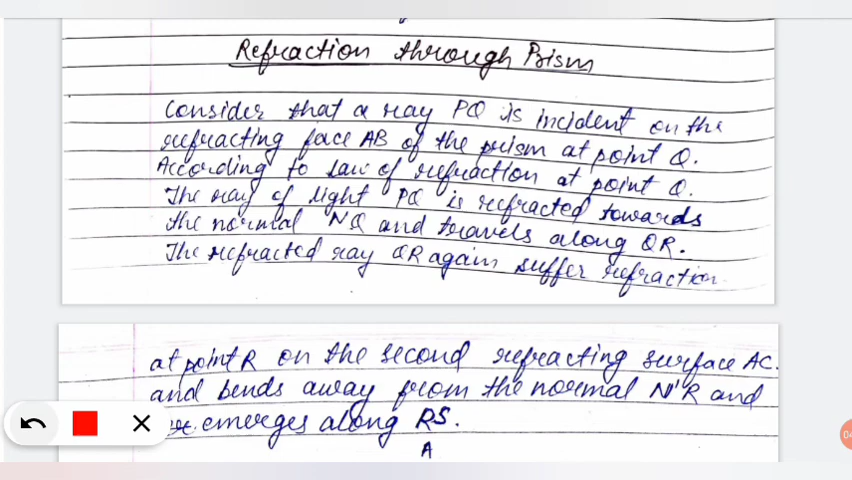 Refraction through Prism
Consider that a ray PQ is incident on the
refracting face AB of the prism at point Q.
According to law of refraction at point Q.
The ray of light PQ is refracted towards
the normal NQ and travels along QR.
The refracted ray QR again suffer refraction
at point R on the second refracting surface AC.
and bends away from the normal N'R and
emerges along RS.
A